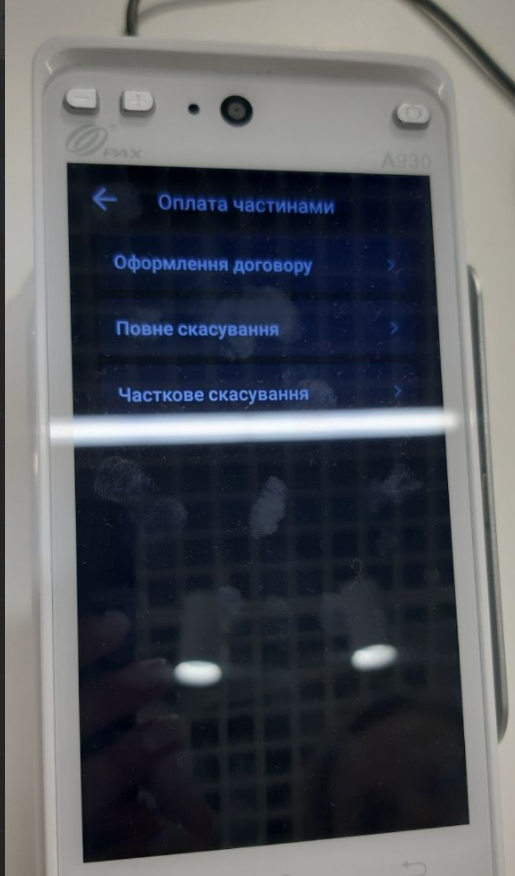 PAX
A930
Оплата частинами
Оформлення договору
Повне скасування
Часткове скасування